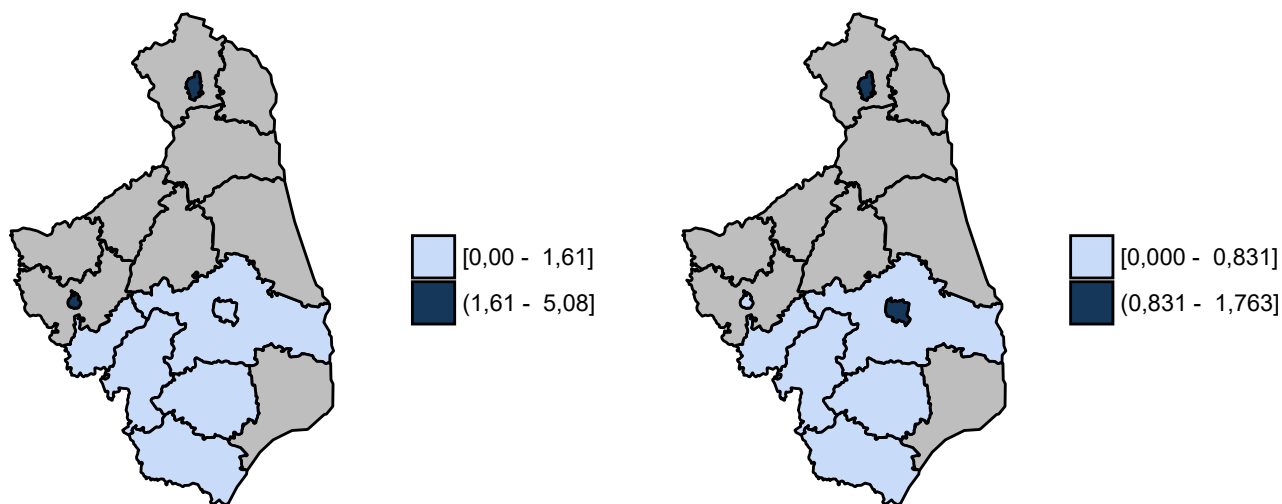 [0,00 -  1,61]
(1,61 -  5,08]
[0,000 -  0,831]
(0,831 -  1,763]